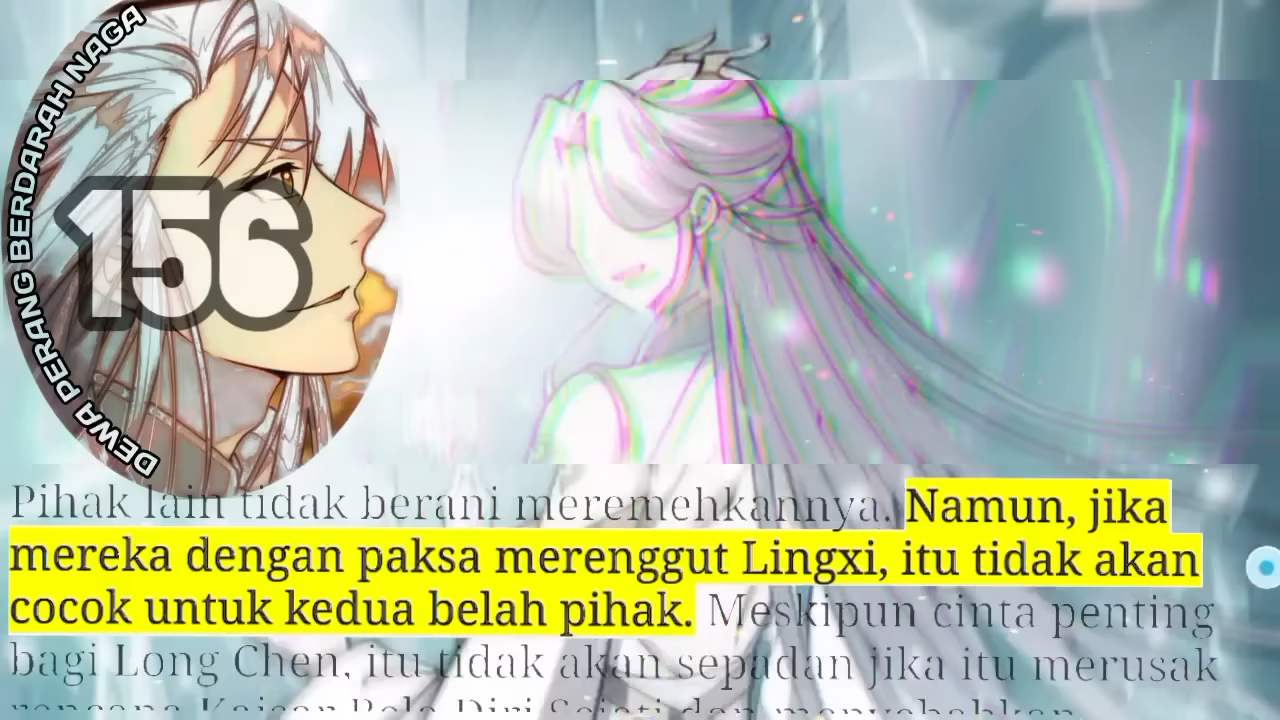 DEWA PERANG BERDARAH NAGA
156
Pihak lain tidak berani meremehkannya. Namun, jika
mereka dengan paksa merenggut Lingxi, itu tidak akan
cocok untuk kedua belah pihak. Meskipun cinta penting
bagi Long Chen, itu tidak akan sepadan jika itu merusak